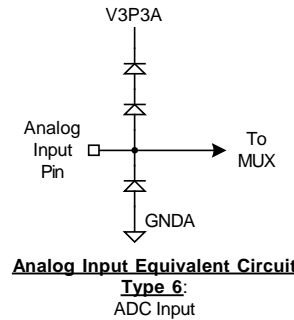 V3P3A
Analog
Input
Pin
To
MUX
GNDA
Analog Input Equivalent Circuit
Type 6:
ADC Input